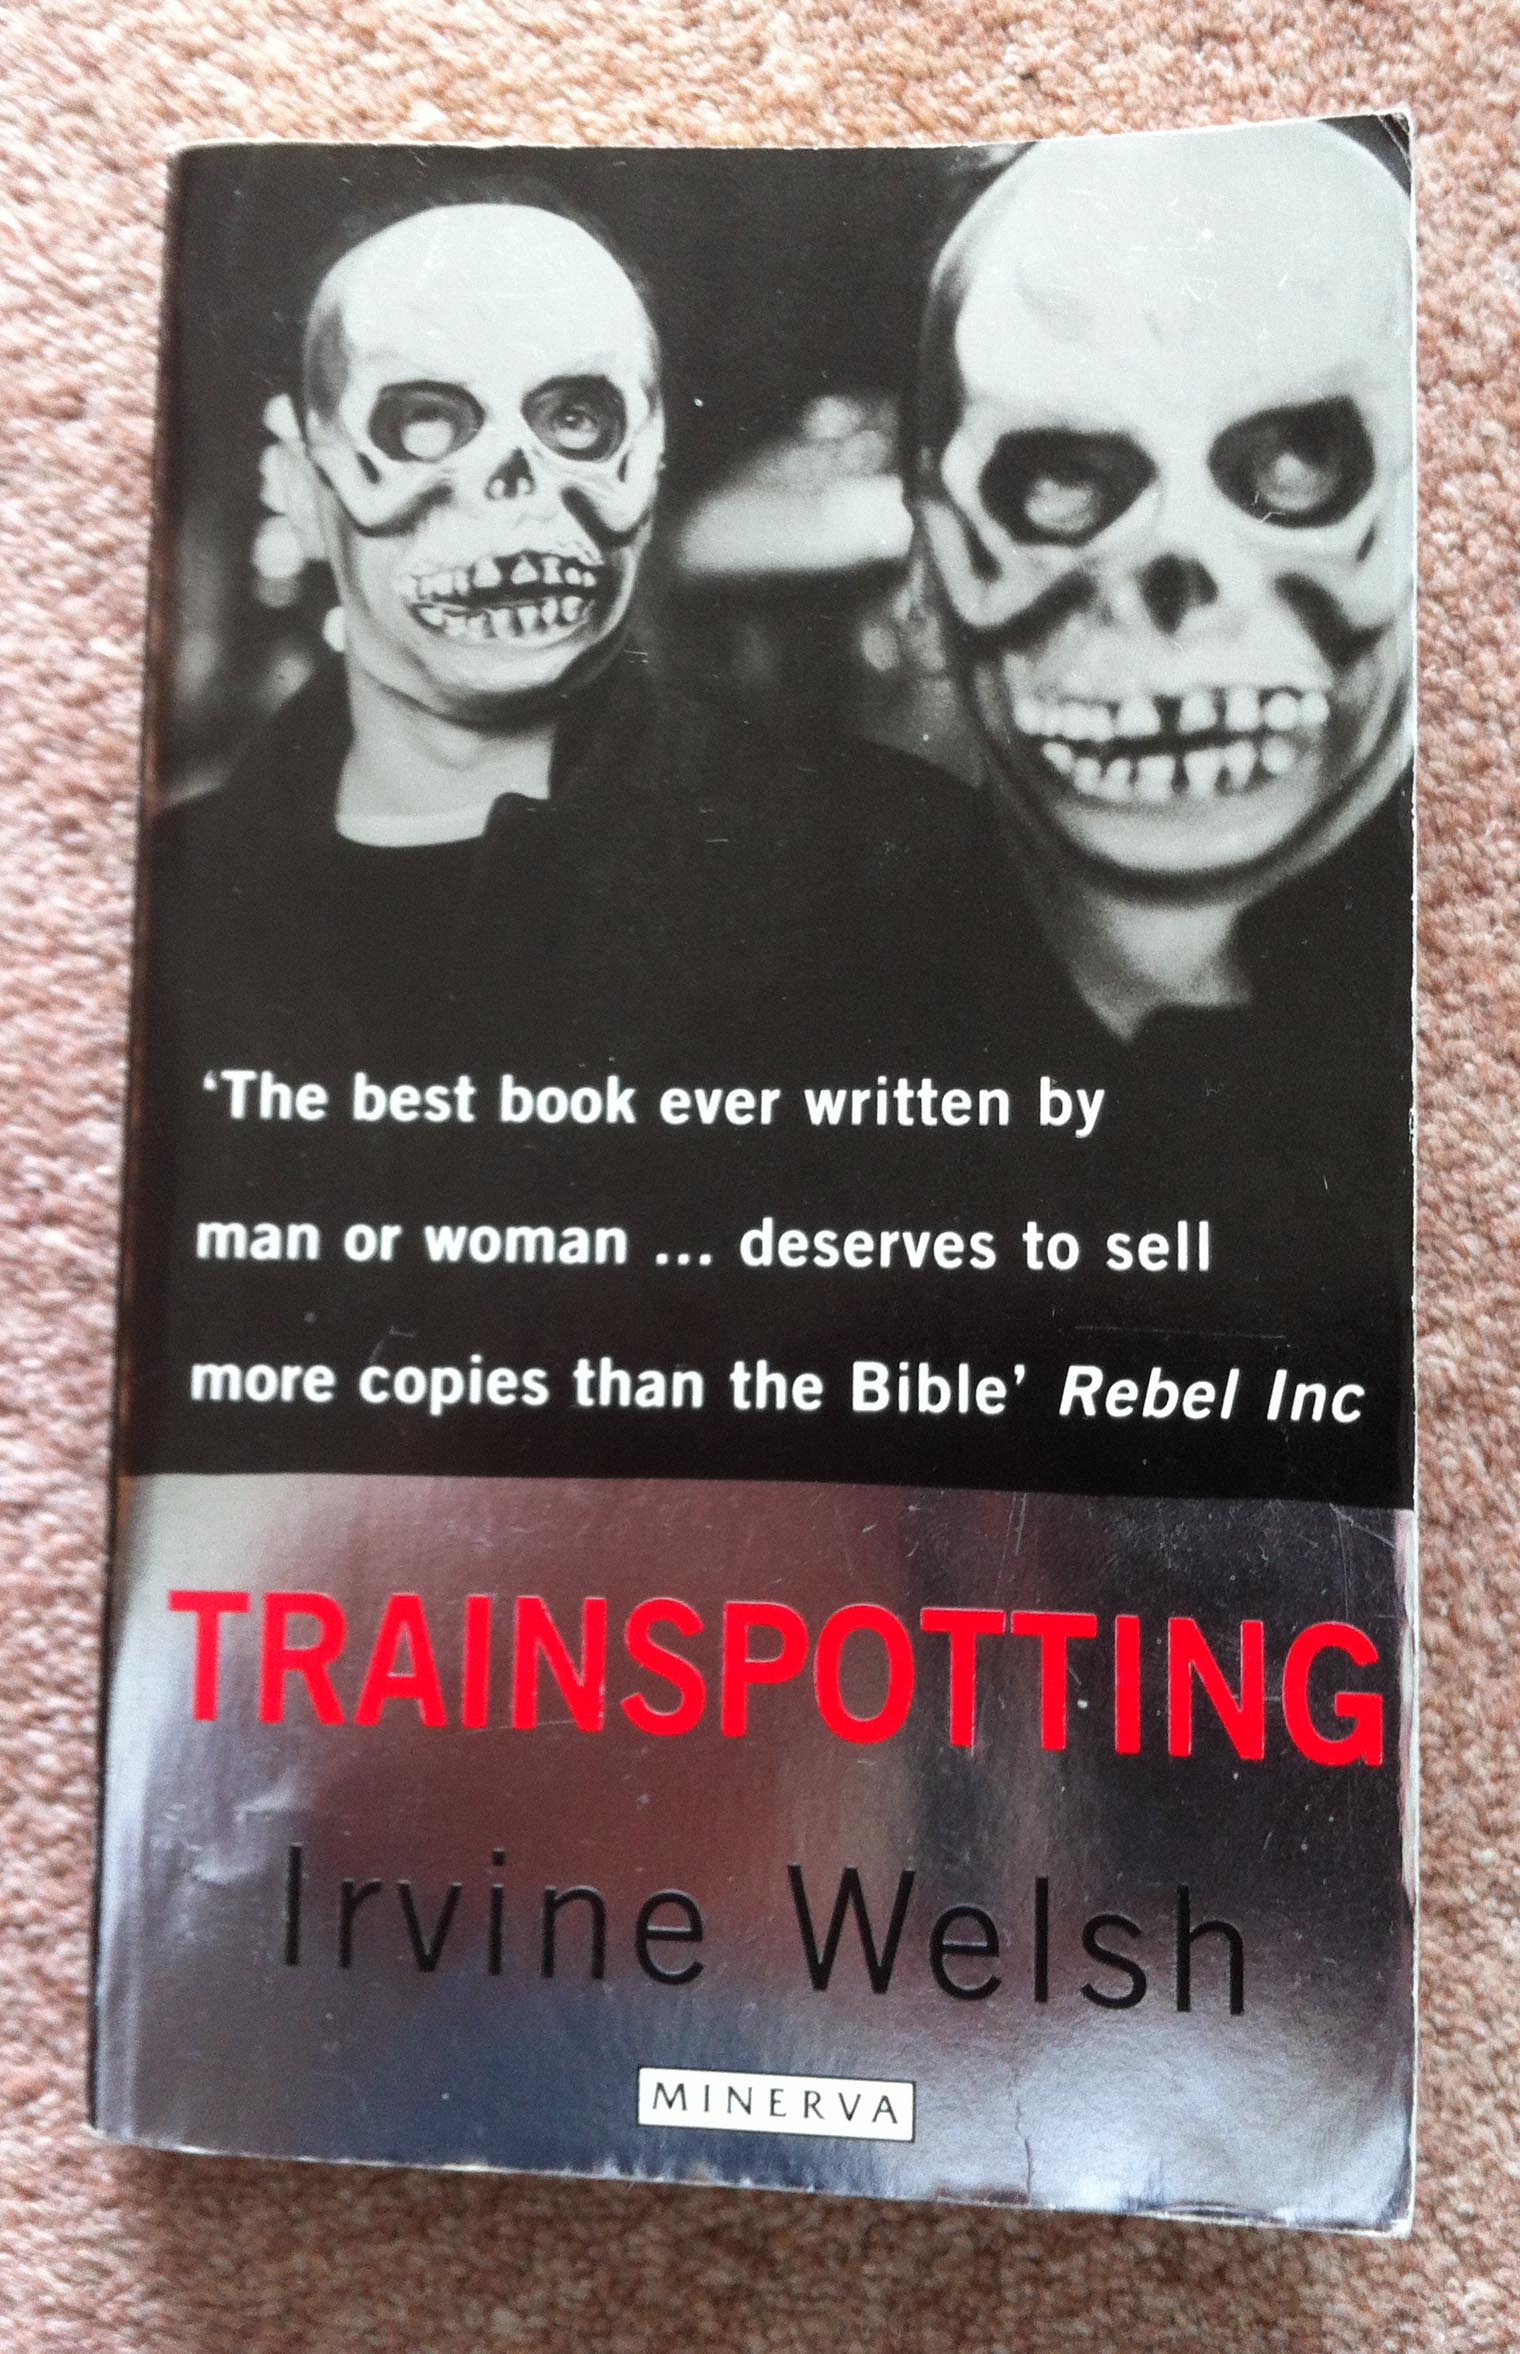 ‘The best book ever written by
man or woman ... deserves to sell
more copies than the Bible’ Rebel Inc
TRAINSPOTTING
Irvine Welsh
MINERVA